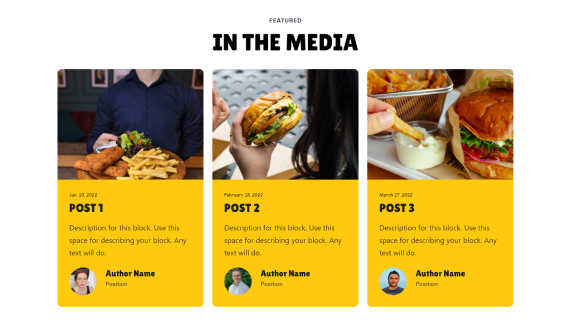 FEATURED
IN THE MEDIA
Jan 10, 2022
POST 1
Description for this block. Use this
space for describing your block. Any
text will do.
Author Name
Position
February 18, 2022
POST 2
Description for this block. Use this
space for describing your block. Any
text will do.
Author Name
Position
March 27, 2022
POST 3
Description for this block. Use this
space for describing your block. Any
text will do.
Author Name
Position